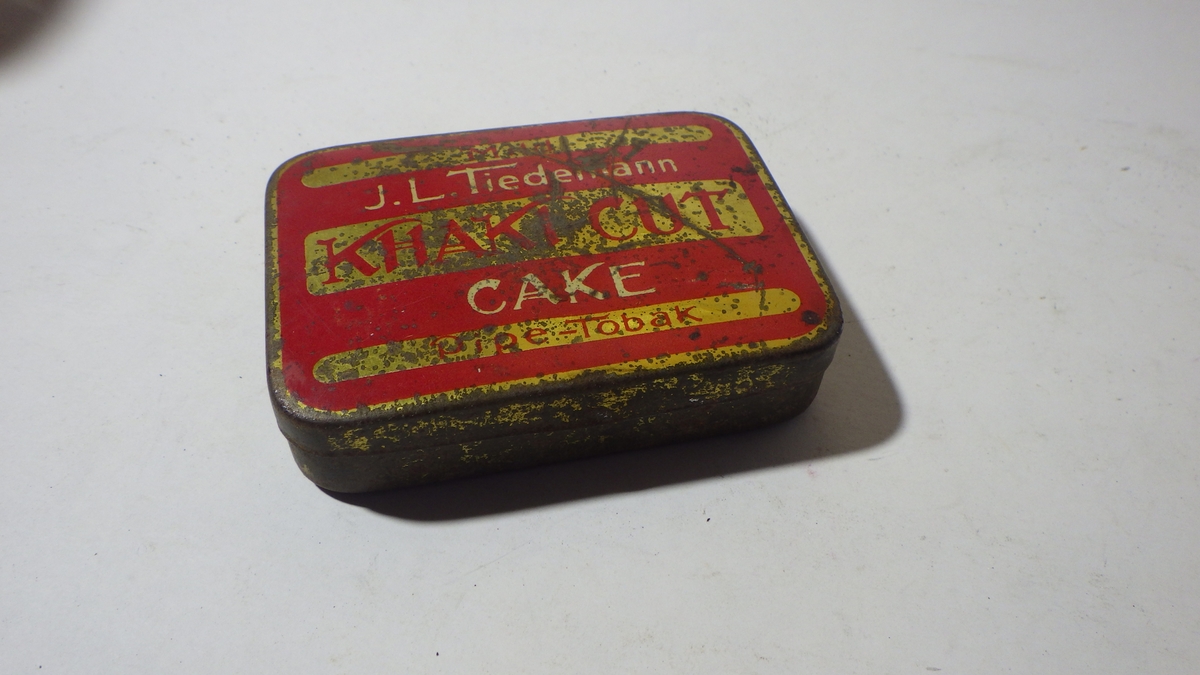 J.L. Tiedemann
KHAKI CUT
CAKE
Pipe-Tobak